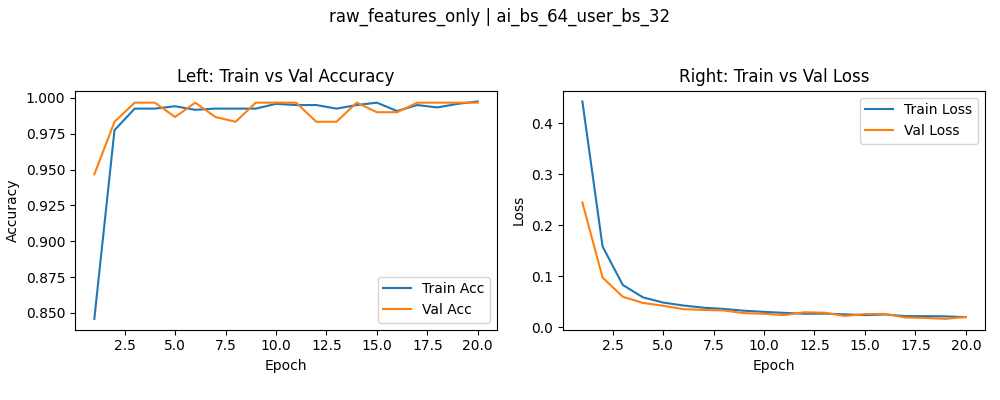 raw_features_only | ai_bs_64_user_bs_32
Left: Train vs Val Accuracy
1.000
0.975
0.950
0.925
0.900
0.875
0.850
Accuracy
2.5 5.0 7.5 10.0 12.5 15.0 17.5 20.0
Epoch
Train Acc
Val Acc
Right: Train vs Val Loss
0.4
0.3
0.2
0.1
0.0
Loss
2.5 5.0 7.5 10.0 12.5 15.0 17.5 20.0
Epoch
Train Loss
Val Loss